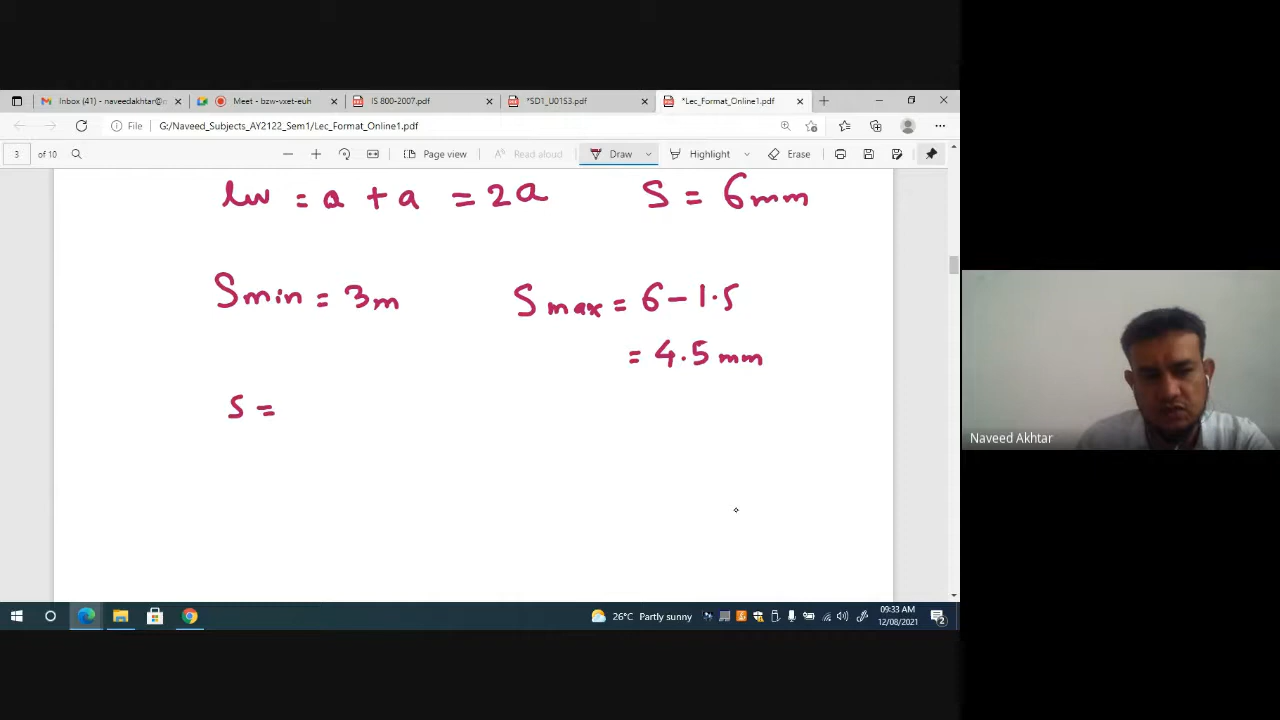 Inbox (41) - naveedakhtar@ Meet - bzw-vxet-euh IS 800-2007.pdf *SD1_U01S3.pdf *Lec_Format_Online1.pdf
File G:/Naveed_Subjects_AY2122_Sem1/Lec_Format_Online1.pdf
3 of 10 Page view Read aloud Draw Highlight Erase
lw = a + a = 2a S = 6mm
Smin = 3m Smax = 6 - 1.5
= 4.5 mm
S =
Naveed Akhtar
26°C Partly sunny 09:33 AM
12/08/2021
2